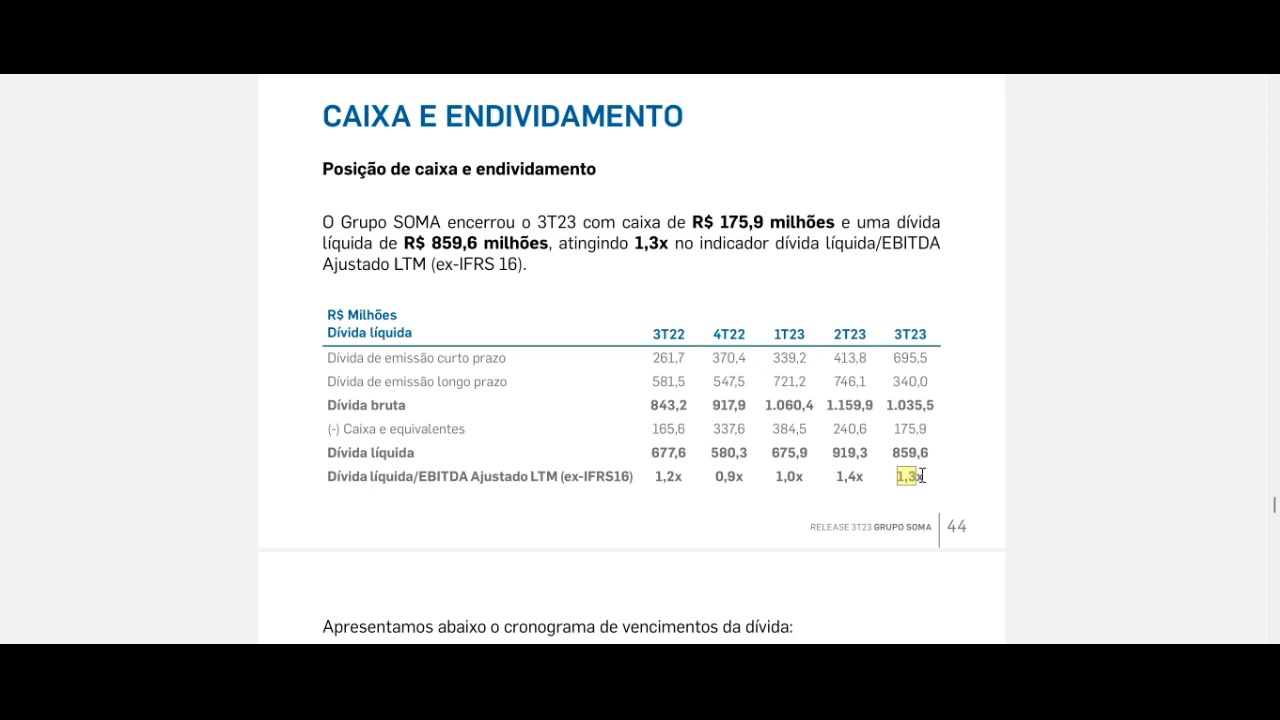 CAIXA E ENDIVIDAMENTO
Posição de caixa e endividamento
O Grupo SOMA encerrou o 3T23 com caixa de R$ 175,9 milhões e uma dívida
líquida de R$ 859,6 milhões, atingindo 1,3x no indicador dívida líquida/EBITDA
Ajustado LTM (ex-IFRS 16).
R$ Milhões
Dívida líquida 3T22 4T22 1T23 2T23 3T23
Dívida de emissão curto prazo 261,7 370,4 339,2 413,8 695,5
Dívida de emissão longo prazo 581,5 547,5 721,2 746,1 340,0
Dívida bruta 843,2 917,9 1.060,4 1.159,9 1.035,5
(-) Caixa e equivalentes 165,6 337,6 384,5 240,6 175,9
Dívida líquida 677,6 580,3 675,9 919,3 859,6
Dívida líquida/EBITDA Ajustado LTM (ex-IFRS16) 1,2x 0,9x 1,0x 1,4x 1,3x
RELEASE 3T23 GRUPO SOMA 44
Apresentamos abaixo o cronograma de vencimentos da dívida: